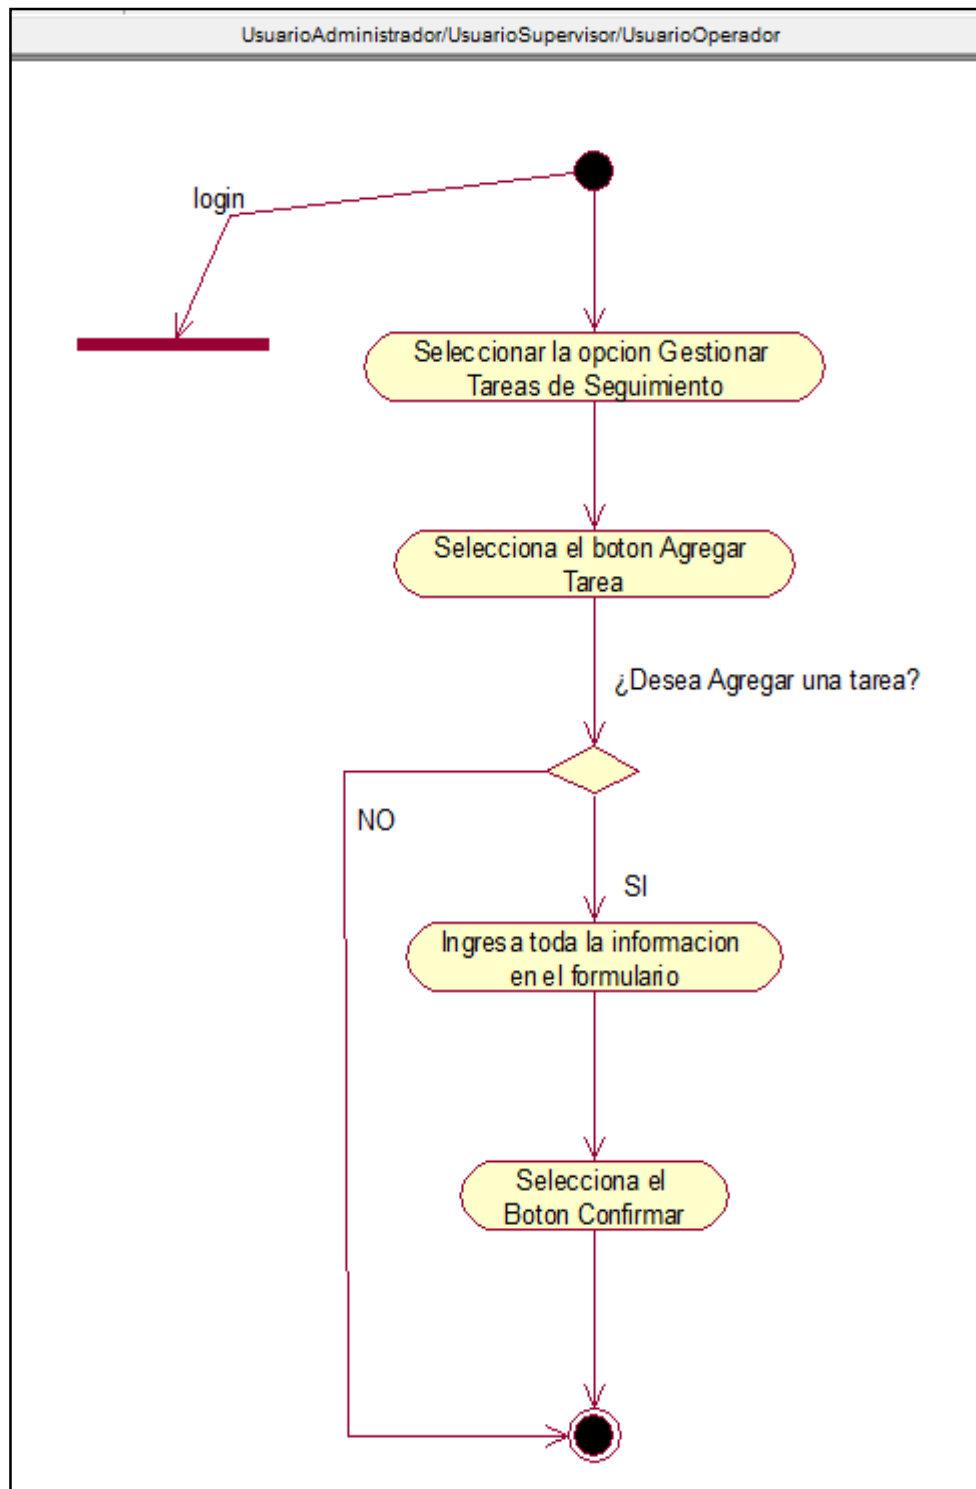 UsuarioAdministrador/UsuarioSupervisor/UsuarioOperador
login
Seleccionar la opcion Gestionar
Tareas de Seguimiento
Selecciona el boton Agregar
Tarea
¿Desea Agregar una tarea?
NO
SI
Ingresa toda la informacion
en el formulario
Selecciona el
Boton Confirmar